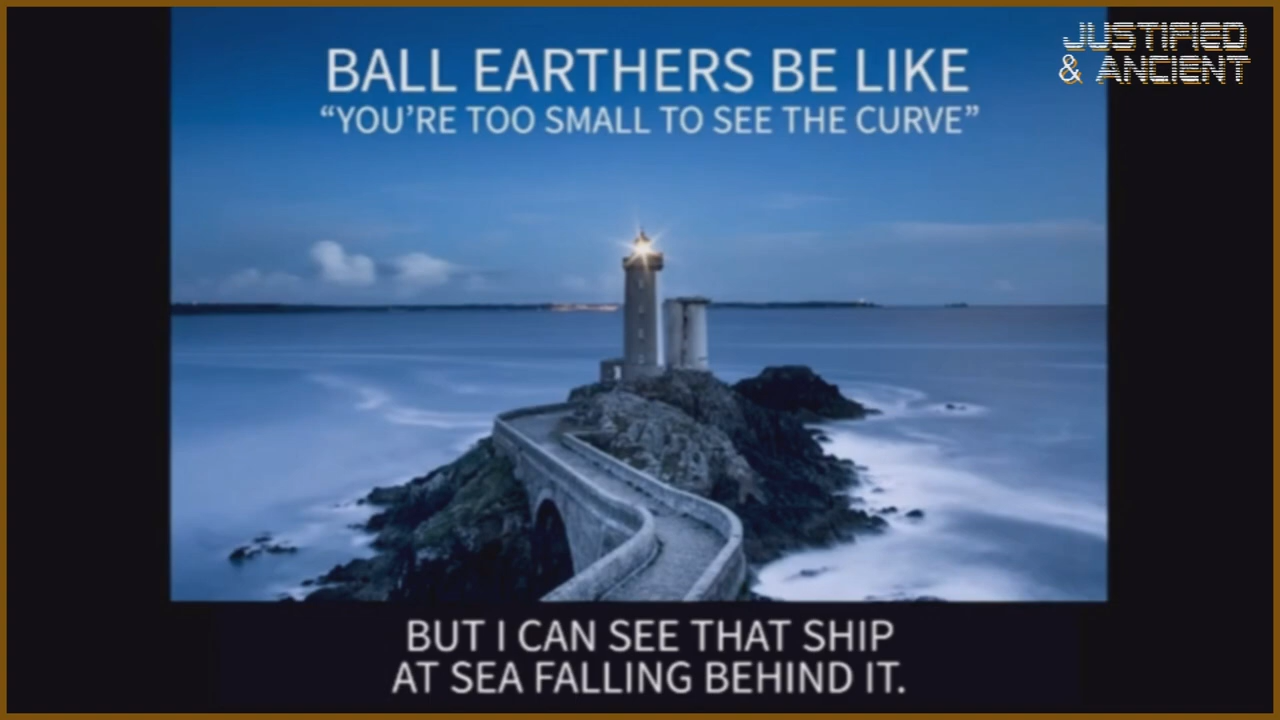 JUSTIFIED
& ANCIENT
BALL EARTHERS BE LIKE
“YOU’RE TOO SMALL TO SEE THE CURVE”
BUT I CAN SEE THAT SHIP
AT SEA FALLING BEHIND IT.